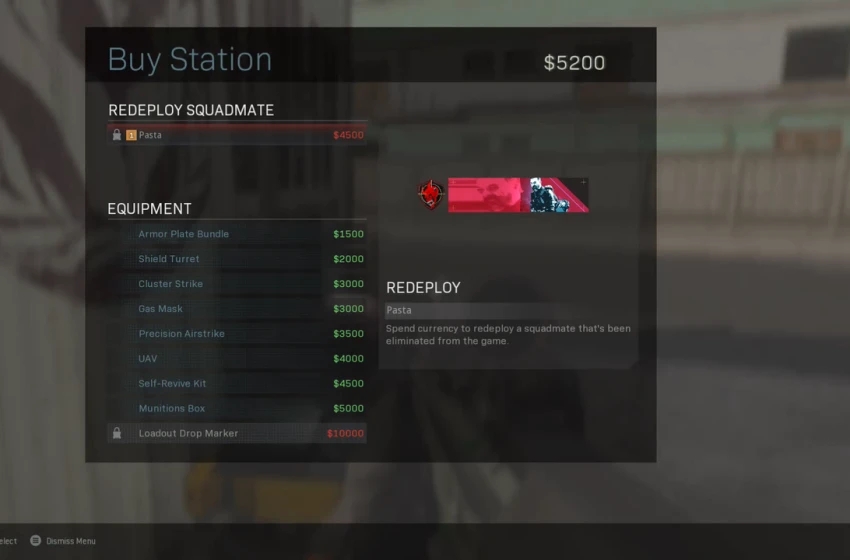 Buy Station
$5200
REDEPLOY SQUADMATE
1 Pasta $4500
EQUIPMENT
Armor Plate Bundle $1500
Shield Turret $2000
Cluster Strike $3000
Gas Mask $3000
Precision Airstrike $3500
UAV $4000
Self-Revive Kit $4500
Munitions Box $5000
Loadout Drop Marker $10000
REDEPLOY
Pasta
Spend currency to redeploy a squadmate that's been
eliminated from the game.
elect Dismiss Menu